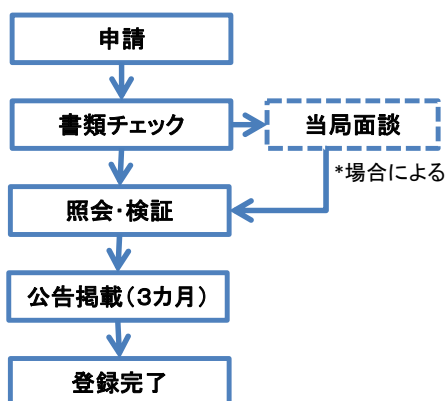 申請
書類チェック
当局面談
*場合による
照会・検証
公告掲載（３カ月）
登録完了